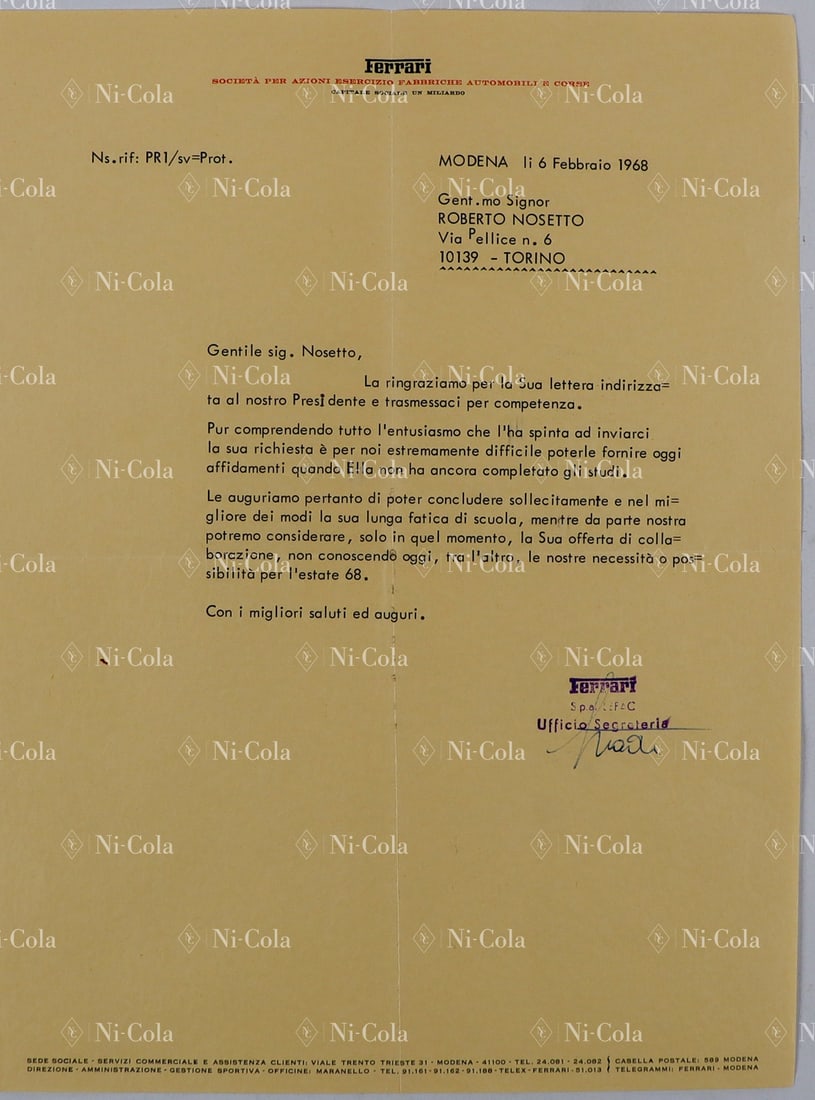 Ferrari
SOCIETÀ PER AZIONI ESERCIZIO FABBRICHE AUTOMOBILI E CORSE
CAPITALE SOCIALE UN MILIARDO
Ns.rif: PR1/sv=Prot.
MODENA li 6 Febbraio 1968
Gent.mo Signor
ROBERTO NOSETTO
Via Pellice n. 6
10139 - TORINO
Gentile sig. Nosetto,
La ringraziamo per la Sua lettera indirizza=
ta al nostro Presidente e trasmessaci per competenza.
Pur comprendendo tutto l'entusiasmo che l'ha spinta ad inviarci
la sua richiesta è per noi estremamente difficile poterle fornire oggi
affidamenti quando Ella non ha ancora completato gli studi.
Le auguriamo pertanto di poter concludere sollecitamente e nel mi=
gliore dei modi la sua lunga fatica di scuola, mentre da parte nostra
potremo considerare, solo in quel momento, la Sua offerta di colla=
borazione, non conoscendo oggi, tra l'altro, le nostre necessità o pos=
sibilità per l'estate 68.
Con i migliori saluti ed auguri.
Ferrari
S.p.A. SEFAC
Ufficio Segreteria
SEDE SOCIALE - SERVIZI COMMERCIALE E ASSISTENZA CLIENTI: VIALE TRENTO TRIESTE 31 - MODENA - 41100 - TEL. 24.081 - 24.082 CASELLA POSTALE: 589 MODENA
DIREZIONE - AMMINISTRAZIONE - GESTIONE SPORTIVA - OFFICINE: MARANELLO - TEL. 91.161 - 91.162 - 91.188 - TELEX-FERRARI - 51.013 TELEGRAMMI: FERRARI - MODENA
Ni-Cola